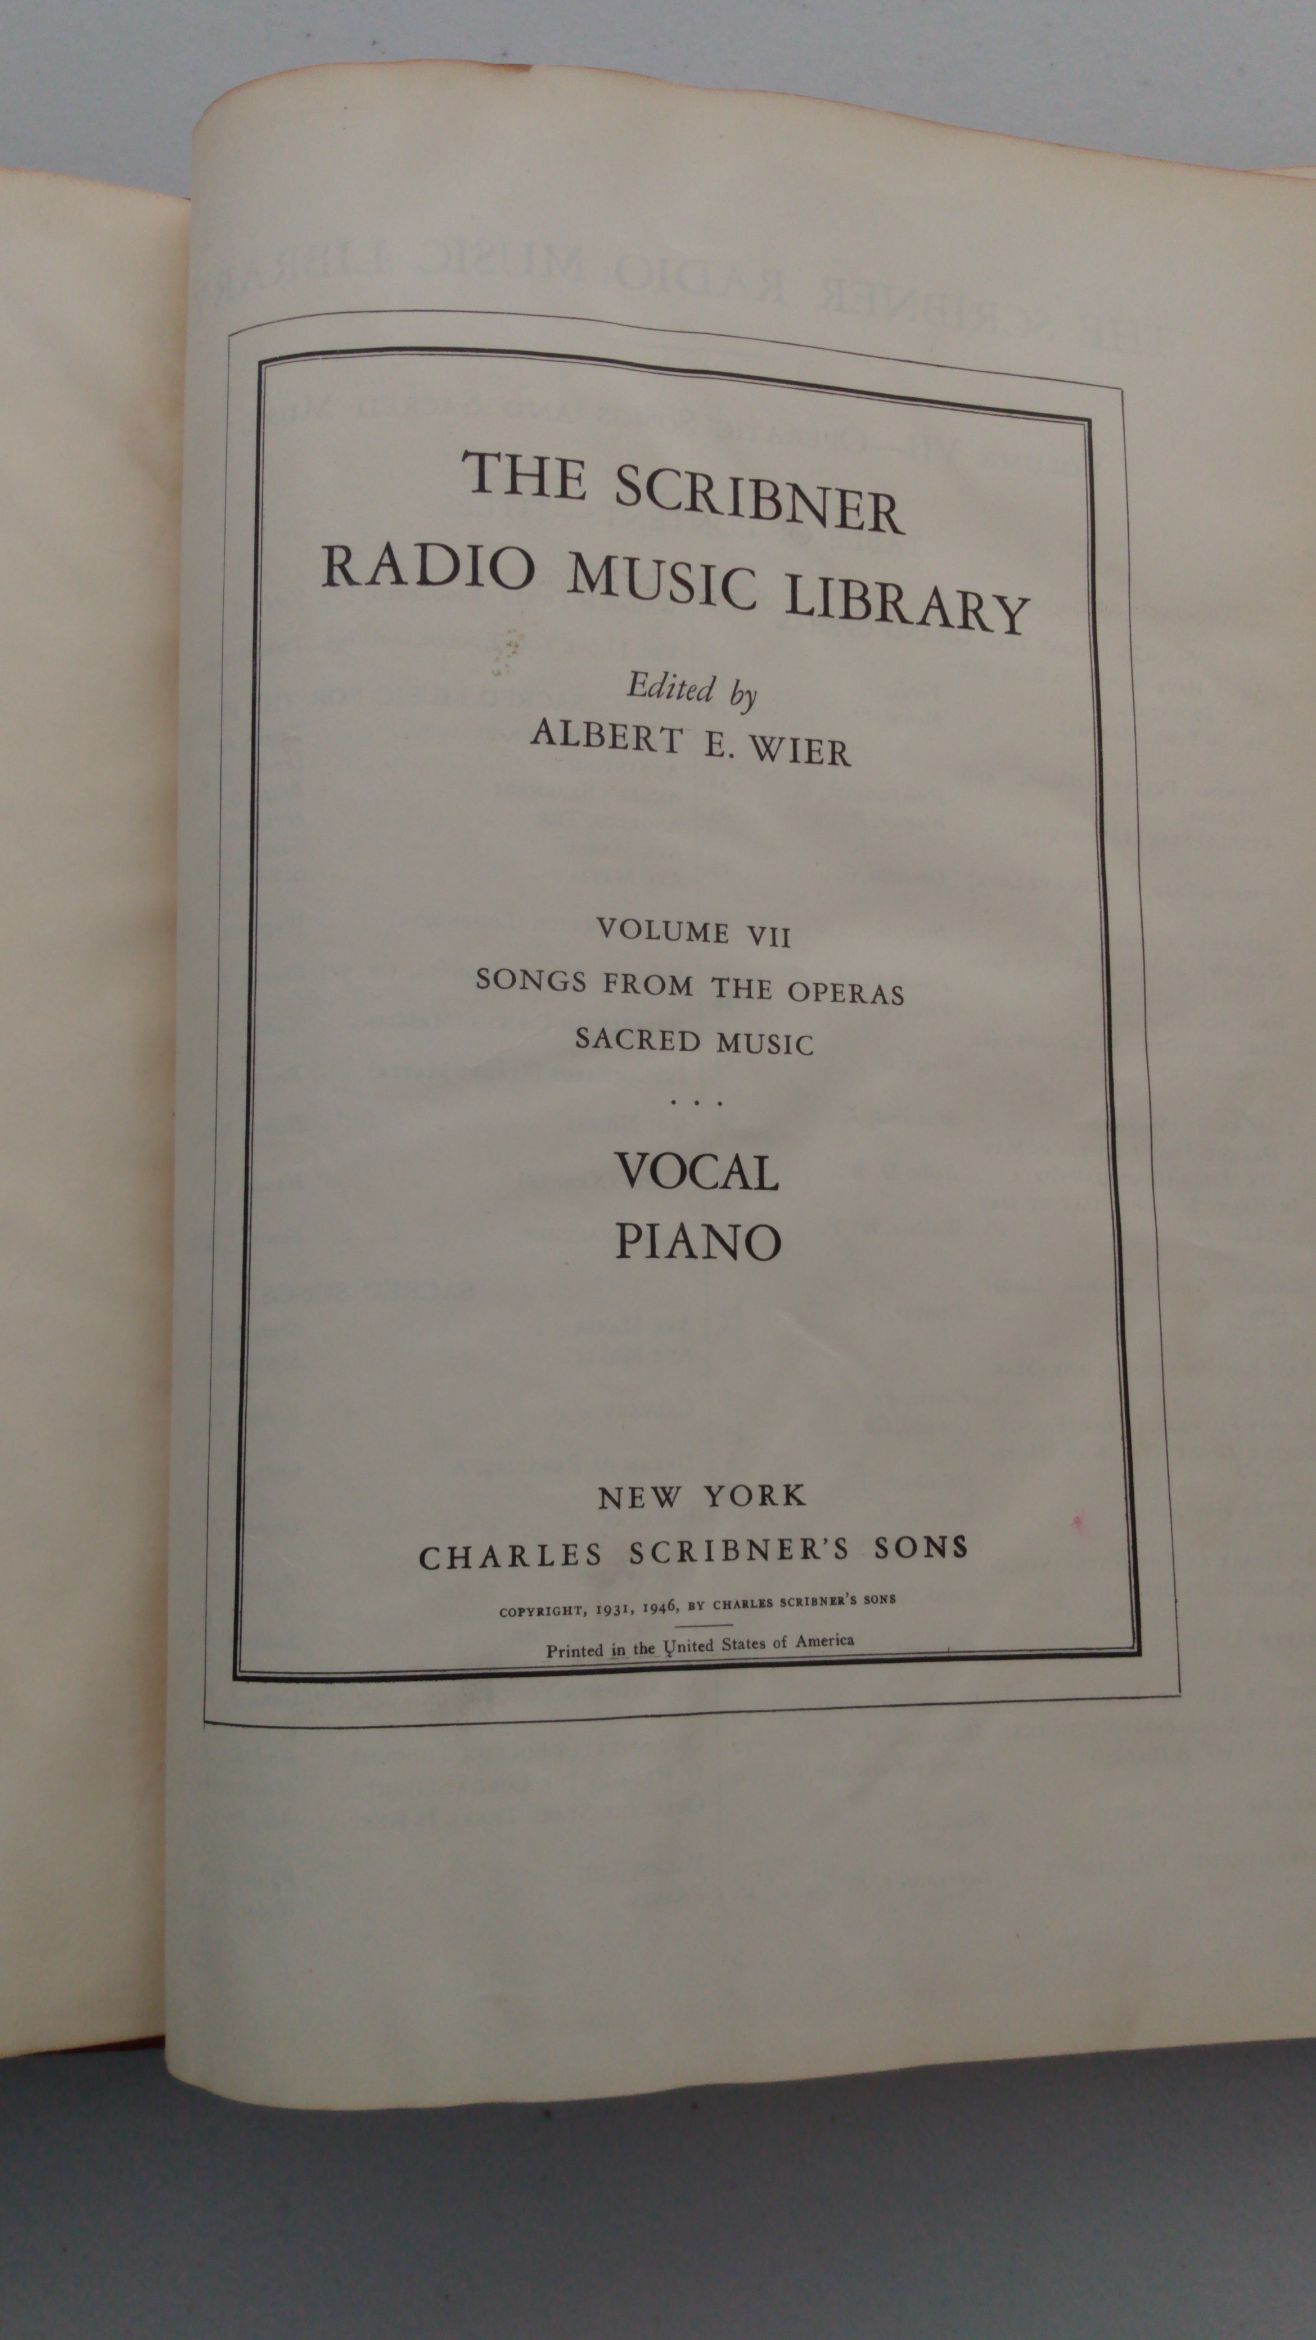 THE SCRIBNER
RADIO MUSIC LIBRARY
Edited by
ALBERT E. WIER
VOLUME VII
SONGS FROM THE OPERAS
SACRED MUSIC
...
VOCAL
PIANO
NEW YORK
CHARLES SCRIBNER'S SONS
COPYRIGHT, 1931, 1946, BY CHARLES SCRIBNER'S SONS
Printed in the United States of America